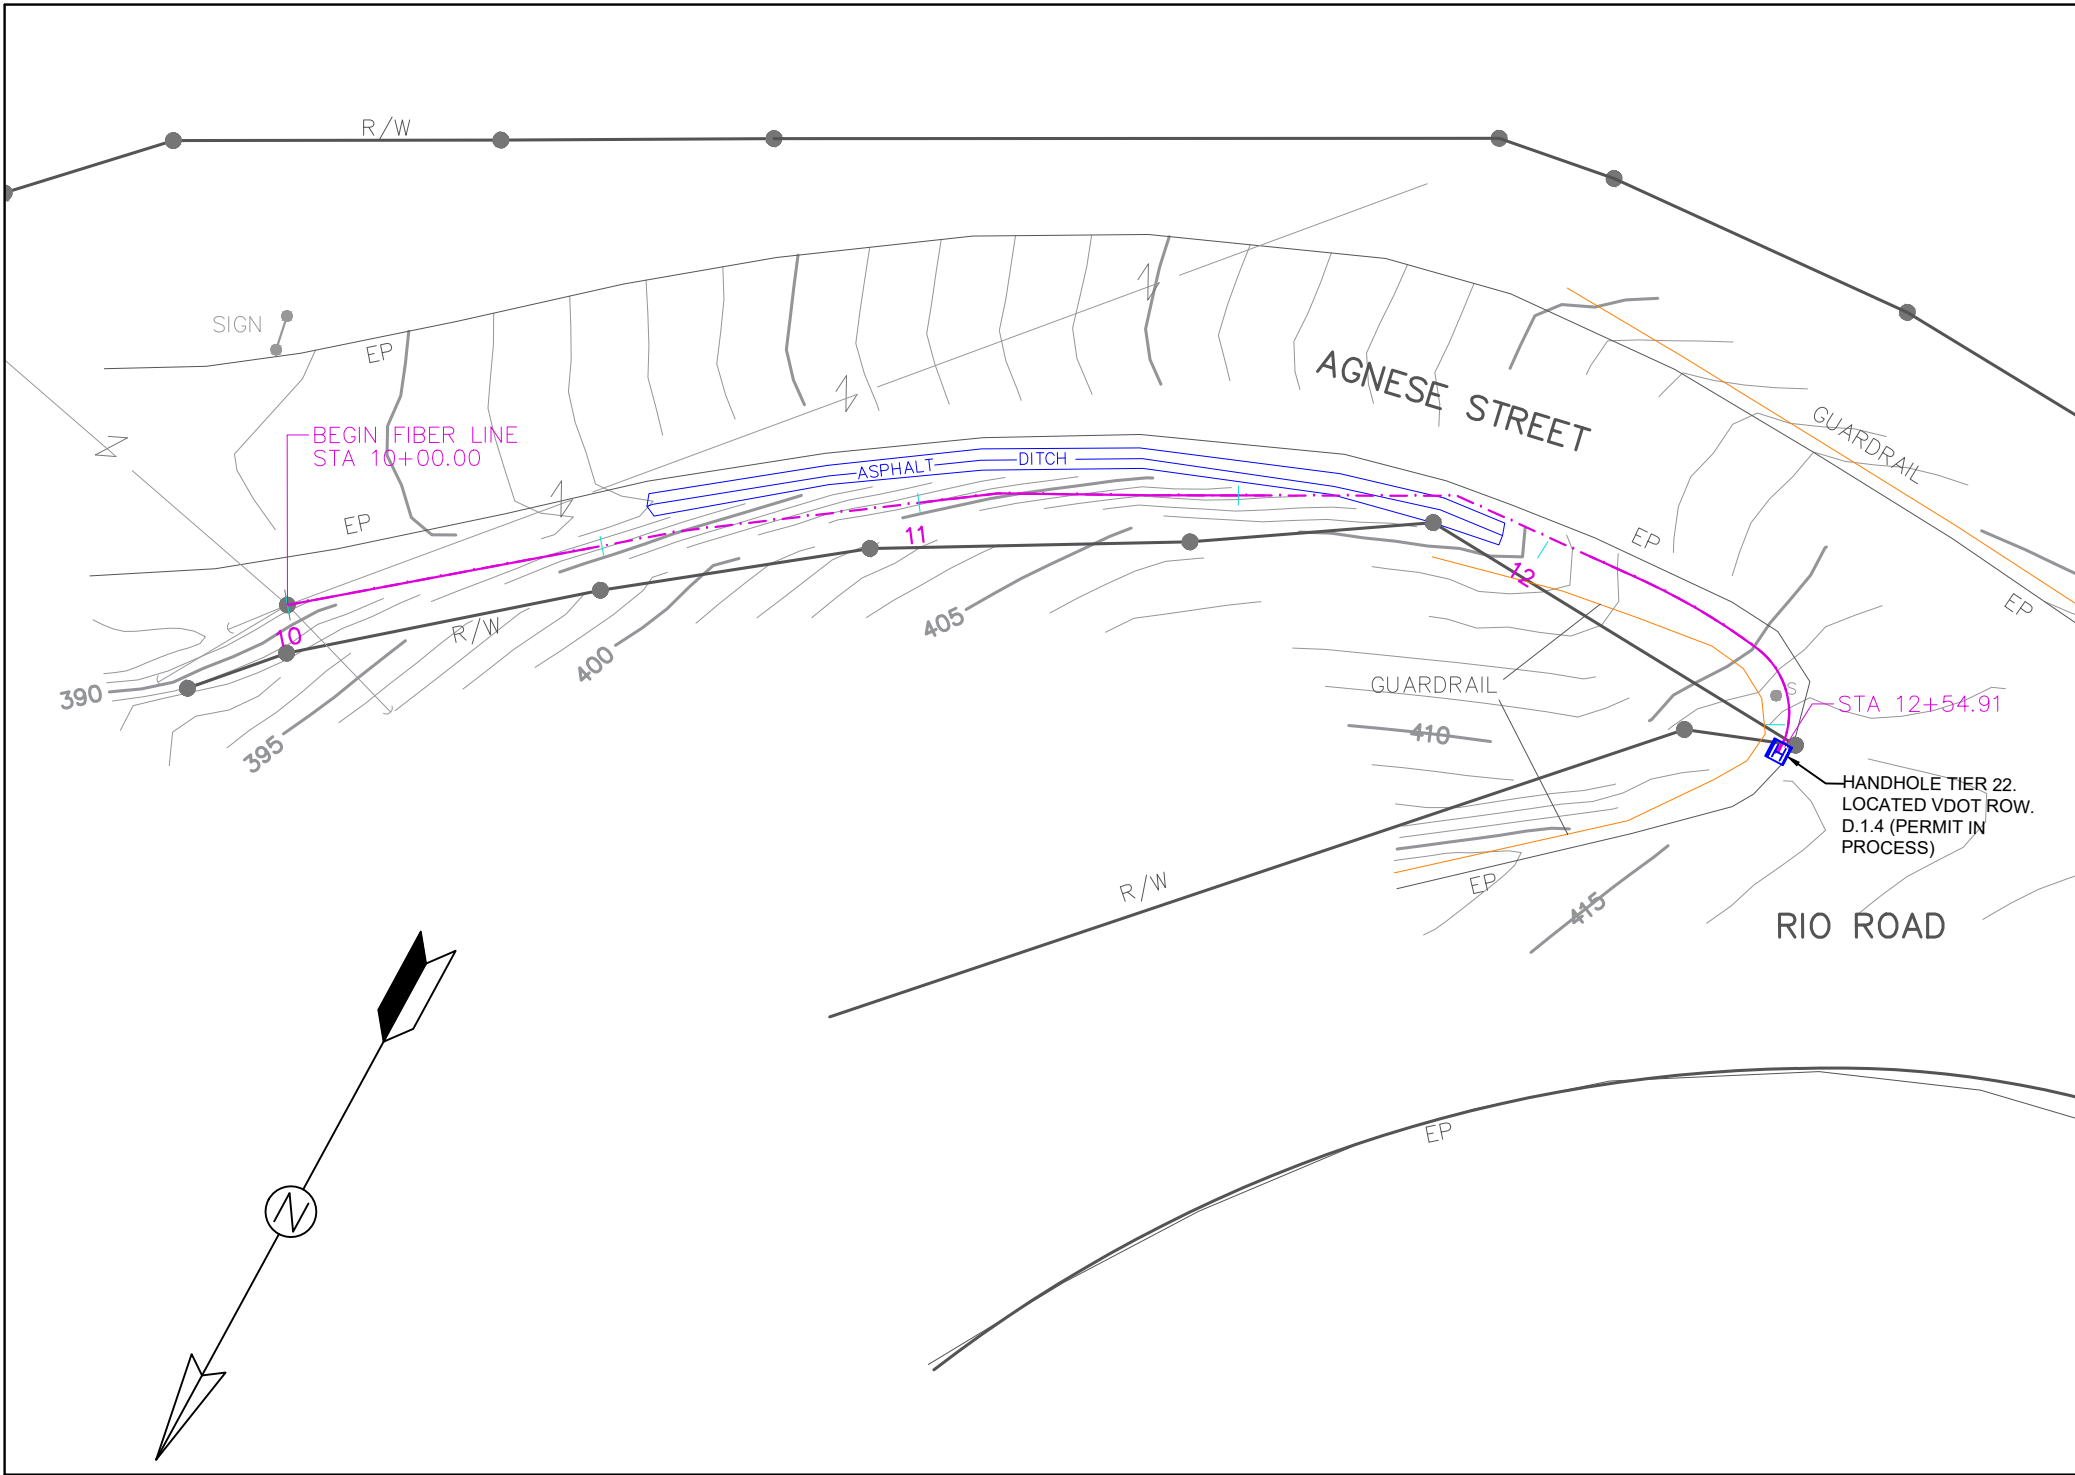 R/W
SIGN
EP
BEGIN FIBER LINE
STA 10+00.00
AGNESE STREET
GUARDRAIL
ASPHALT DITCH
EP
EP
11
12
EP
10
R/W
405
400
390
395
GUARDRAIL
S
STA 12+54.91
410
HANDHOLE TIER 22.
LOCATED VDOT ROW.
D.1.4 (PERMIT IN
PROCESS)
H
R/W
EP
415
RIO ROAD
EP
N